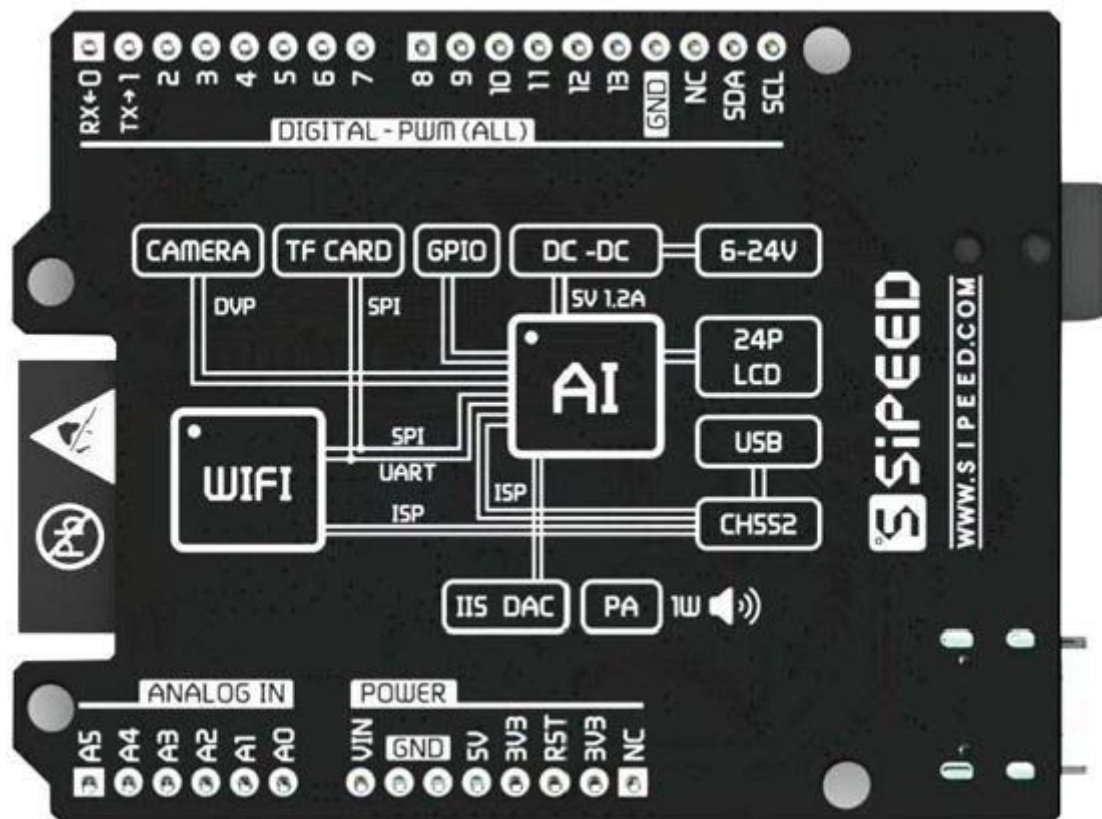 RX←0 TX→1 2 3 4 5 6 7 8 9 10 11 12 13 GND NC SDA SCL
DIGITAL - PWM (ALL)
CAMERA TF CARD GPIO DC -DC 6-24V
DVP SPI 5V 1.2A
24P
LCD
AI
USB
SPI
WIFI
UART
ISP
ISP
CH552
IIS DAC PA 1W
SIPEED
WWW.SIPEED.COM
Pb
ANALOG IN POWER
A5 A4 A3 A2 A1 A0 VIN GND 5V 3V3 RST 3V3 NC